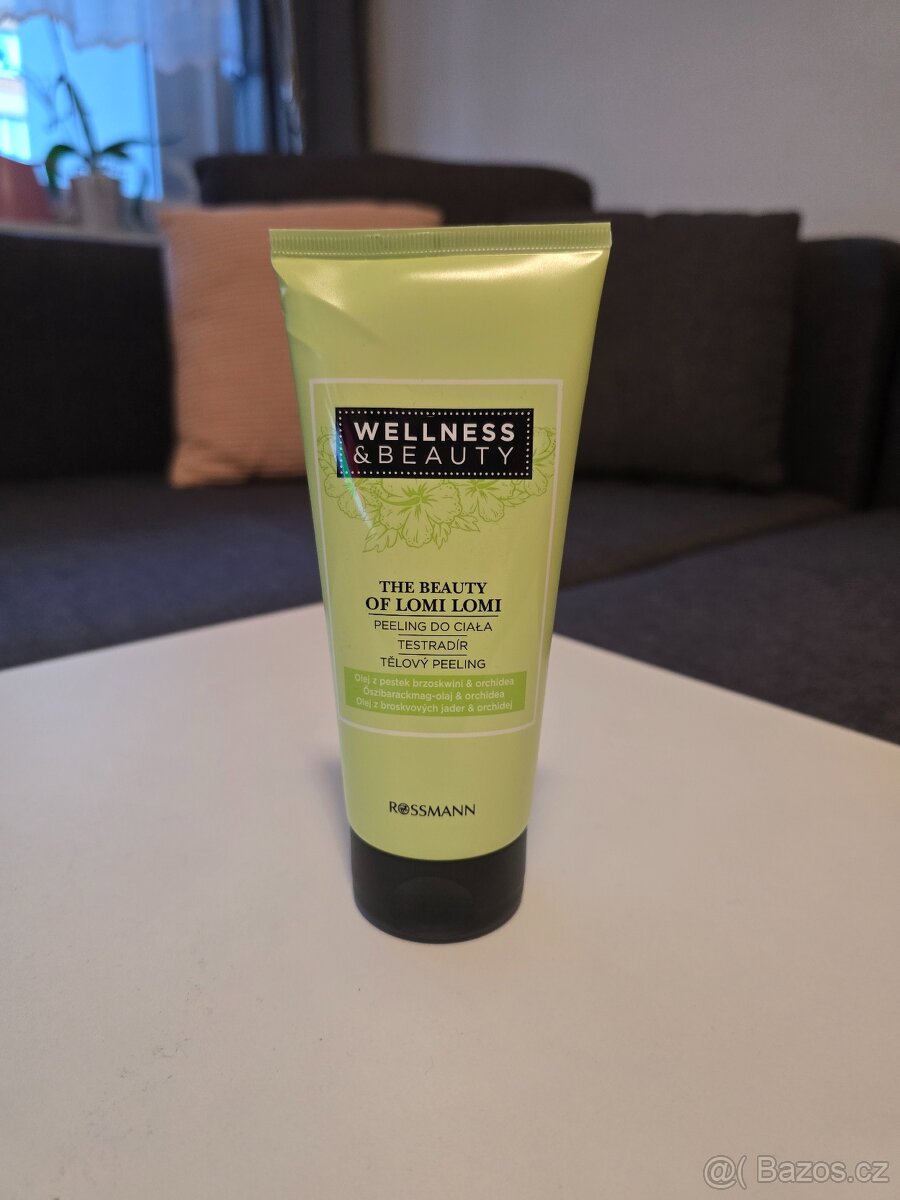 WELLNESS
& BEAUTY
THE BEAUTY
OF LOMI LOMI
PEELING DO CIAŁA
TESTRADÍR
TĚLOVÝ PEELING
Olej z pestek brzoskwini & orchidea
Őszibarackmag-olaj & orchidea
Olej z broskvových jader & orchidej
ROSSMANN
@( Bazos.cz